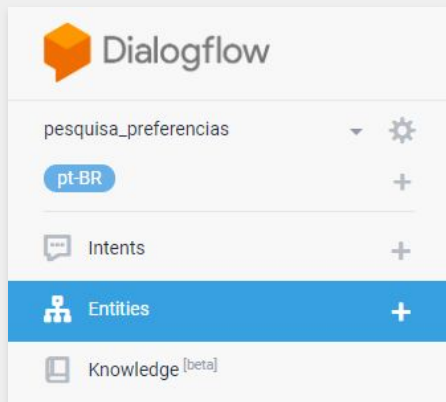 Dialogflow
pesquisa_preferencias
pt-BR
Intents
Entities
Knowledge [beta]